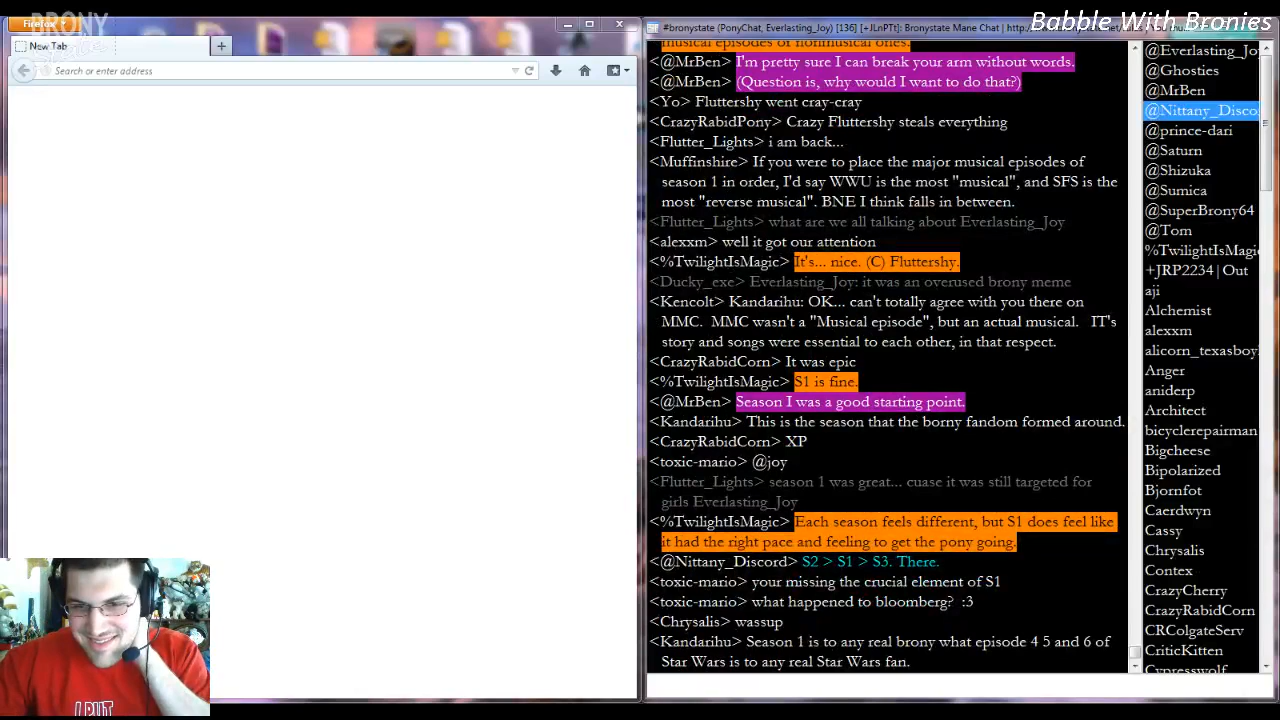 BRONY
Firefox
Babble With Bronies
#bronystate (PonyChat, Everlasting_Joy) [136] [+JLnPTt]: Bronystate Mane Chat | http://
New Tab
Search or enter address
musical episodes or nonmusical ones.
<@MrBen> I'm pretty sure I can break your arm without words.
<@MrBen> (Question is, why would I want to do that?)
<Yo> Fluttershy went cray-cray
<CrazyRabidPony> Crazy Fluttershy steals everything
<Flutter_Lights> i am back...
<Muffinshire> If you were to place the major musical episodes of
season 1 in order, I'd say WWU is the most "musical", and SFS is the
most "reverse musical". BNE I think falls in between.
<Flutter_Lights> what are we all talking about Everlasting_Joy
<alexxm> well it got our attention
<%TwilightIsMagic> It's... nice. (C) Fluttershy.
<Ducky_exe> Everlasting_Joy: it was an overused brony meme
<Kencolt> Kandarihu: OK... can't totally agree with you there on
MMC.  MMC wasn't a "Musical episode", but an actual musical.   IT's
story and songs were essential to each other, in that respect.
<CrazyRabidCorn> It was epic
<%TwilightIsMagic> S1 is fine.
<@MrBen> Season I was a good starting point.
<Kandarihu> This is the season that the borny fandom formed around.
<CrazyRabidCorn> XP
<toxic-mario> @joy
<Flutter_Lights> season 1 was great... cuase it was still targeted for
girls Everlasting_Joy
<%TwilightIsMagic> Each season feels different, but S1 does feel like
it had the right pace and feeling to get the pony going.
<@Nittany_Discord> S2 > S1 > S3. There.
<toxic-mario> your missing the crucial element of S1
<toxic-mario> what happened to bloomberg?  :3
<Chrysalis> wassup
<Kandarihu> Season 1 is to any real brony what episode 4 5 and 6 of
Star Wars is to any real Star Wars fan.
@Everlasting_Jo
@Ghosties
@MrBen
@Nittany_Disco
@prince-dari
@Saturn
@Shizuka
@Sumica
@SuperBrony64
@Tom
%TwilightIsMagi
+JRP2234|Out
aji
Alchemist
alexxm
alicorn_texasboy
Anger
aniderp
Architect
bicyclerepairman
Bigcheese
Bipolarized
Bjornfot
Caerdwyn
Cassy
Chrysalis
Contex
CrazyCherry
CrazyRabidCorn
CRColgateServ
CriticKitten
Cypresswolf
I PUT